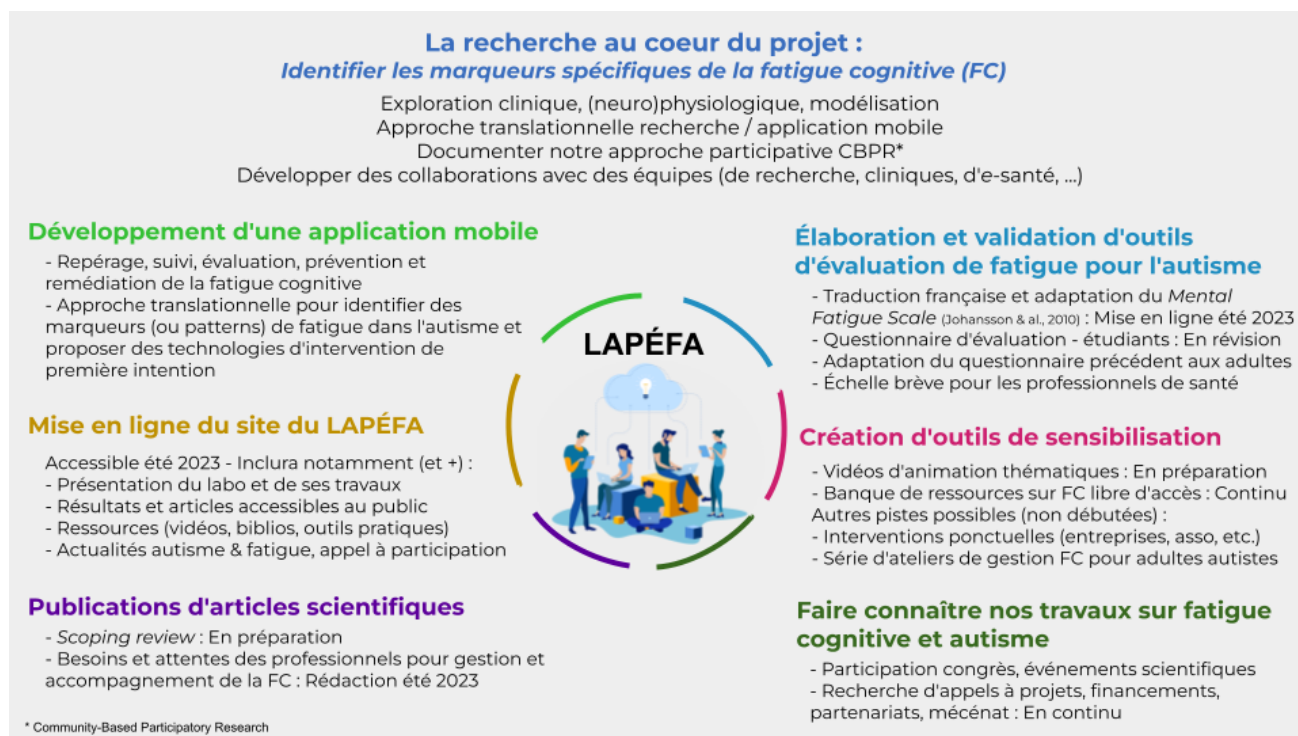 La recherche au coeur du projet :
Identifier les marqueurs spécifiques de la fatigue cognitive (FC)
Exploration clinique, (neuro)physiologique, modélisation
Approche translationnelle recherche / application mobile
Documenter notre approche participative CBPR*
Développer des collaborations avec des équipes (de recherche, cliniques, d'e-santé, ...)
Développement d'une application mobile
- Repérage, suivi, évaluation, prévention et
remédiation de la fatigue cognitive
- Approche translationnelle pour identifier des
marqueurs (ou patterns) de fatigue dans l'autisme et
proposer des technologies d'intervention de
première intention
Mise en ligne du site du LAPÉFA
Accessible été 2023 - Inclura notamment (et +) :
- Présentation du labo et de ses travaux
- Résultats et articles accessibles au public
- Ressources (vidéos, biblios, outils pratiques)
- Actualités autisme & fatigue, appel à participation
Publications d'articles scientifiques
- Scoping review : En préparation
- Besoins et attentes des professionnels pour gestion et
accompagnement de la FC : Rédaction été 2023
* Community-Based Participatory Research
LAPÉFA
Élaboration et validation d'outils
d'évaluation de fatigue pour l'autisme
- Traduction française et adaptation du Mental
Fatigue Scale (Johansson & al., 2010) : Mise en ligne été 2023
- Questionnaire d'évaluation - étudiants : En révision
- Adaptation du questionnaire précédent aux adultes
- Échelle brève pour les professionnels de santé
Création d'outils de sensibilisation
- Vidéos d'animation thématiques : En préparation
- Banque de ressources sur FC libre d'accès : Continu
Autres pistes possibles (non débutées) :
- Interventions ponctuelles (entreprises, asso, etc.)
- Série d'ateliers de gestion FC pour adultes autistes
Faire connaître nos travaux sur fatigue
cognitive et autisme
- Participation congrès, événements scientifiques
- Recherche d'appels à projets, financements,
partenariats, mécénat : En continu